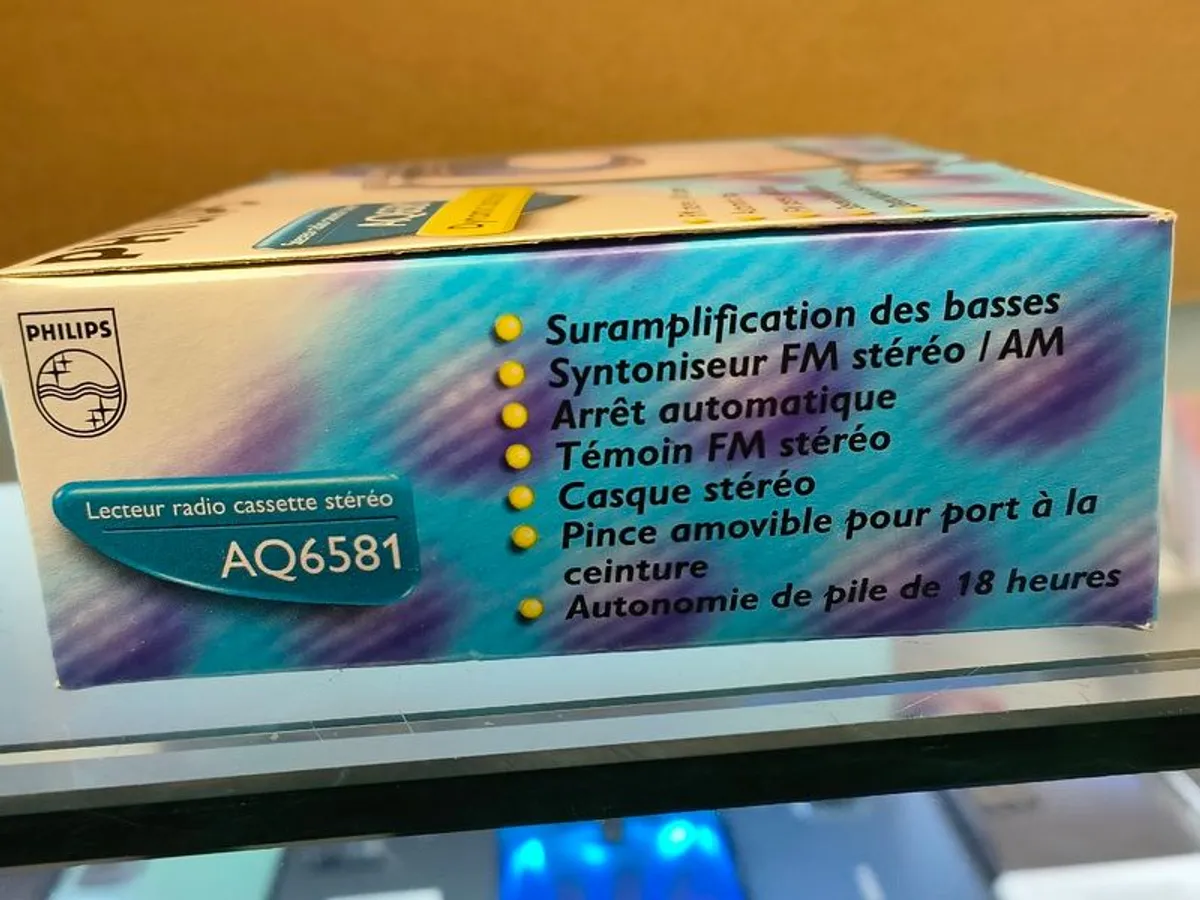 PHILIPS
Lecteur radio cassette stéréo
AQ6581
Suramplification des basses
Syntoniseur FM stéréo / AM
Arrêt automatique
Témoin FM stéréo
Casque stéréo
Pince amovible pour port à la
ceinture
Autonomie de pile de 18 heures